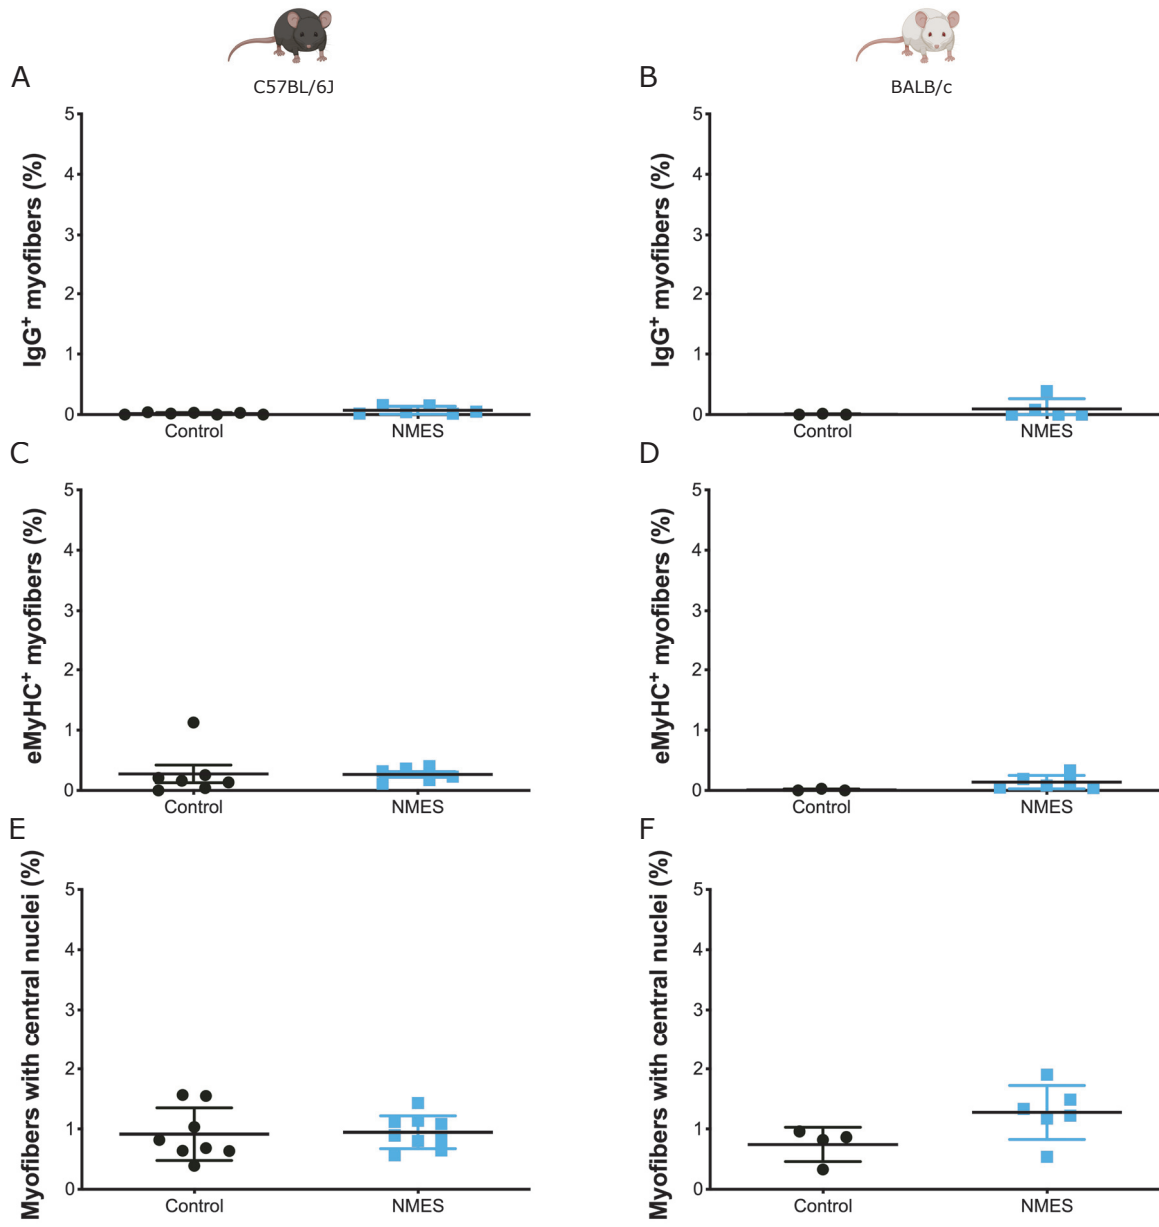 C57BL/6J
BALB/c
A
B
IgG+ myofibers (%)
5
4
3
2
1
0
Control
NMES
IgG+ myofibers (%)
5
4
3
2
1
0
Control
NMES
C
D
eMyHC+ myofibers (%)
5
4
3
2
1
0
Control
NMES
eMyHC+ myofibers (%)
5
4
3
2
1
0
Control
NMES
E
F
Myofibers with central nuclei (%)
5
4
3
2
1
0
Control
NMES
Myofibers with central nuclei (%)
5
4
3
2
1
0
Control
NMES